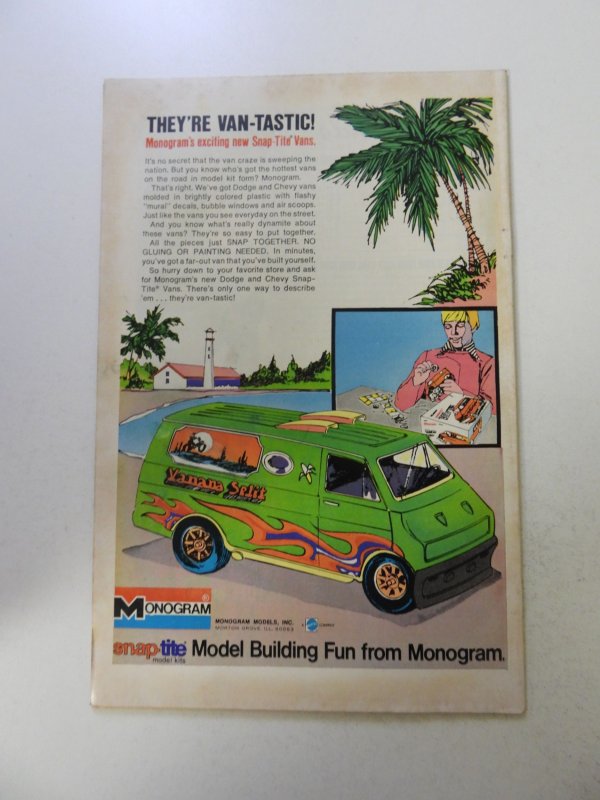 THEY'RE VAN-TASTIC!
Monogram's exciting new Snap-Tite® Vans.
It's no secret that the van craze is sweeping the
nation. But you know who's got the hottest vans
on the road in model kit form? Monogram.
That's right. We've got Dodge and Chevy vans
molded in brightly colored plastic with flashy
"mural" decals, bubble windows and air scoops.
Just like the vans you see everyday on the street.
And you know what's really dynamite about
these vans? They're so easy to put together.
All the pieces just SNAP TOGETHER. NO
GLUING OR PAINTING NEEDED. In minutes,
you've got a far-out van that you've built yourself.
So hurry down to your favorite store and ask
for Monogram's new Dodge and Chevy Snap-
Tite® Vans. There's only one way to describe
'em . . . they're van-tastic!
Vanana Split
MONOGRAM®
MONOGRAM MODELS, INC.
MORTON GROVE, ILL. 60053
A MATTEL COMPANY
snap-tite®
model kits
Model Building Fun from Monogram.